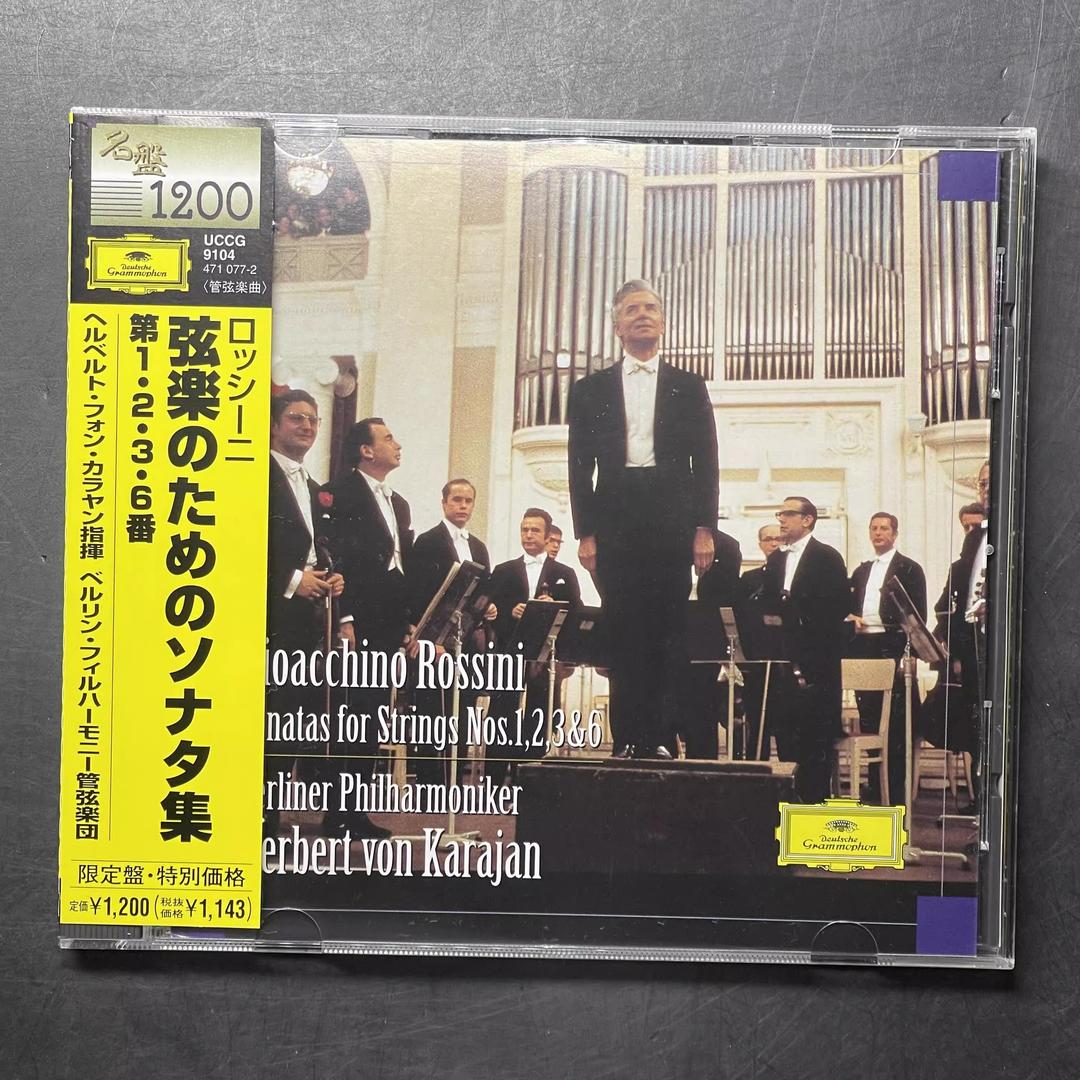 名盤
1200
Deutsche
Grammophon
UCCG
9104
471 077-2
〈管弦楽曲〉
ロッシーニ
弦楽のためのソナタ集
第1・2・3・6番
ヘルベルト・フォン・カラヤン指揮 ベルリン・フィルハーモニー管弦楽団
限定盤・特別価格
定価¥1,200(税抜価格¥1,143)
ioacchino Rossini
natas for Strings Nos.1,2,3&6
erliner Philharmoniker
erbert von Karajan
Deutsche
Grammophon